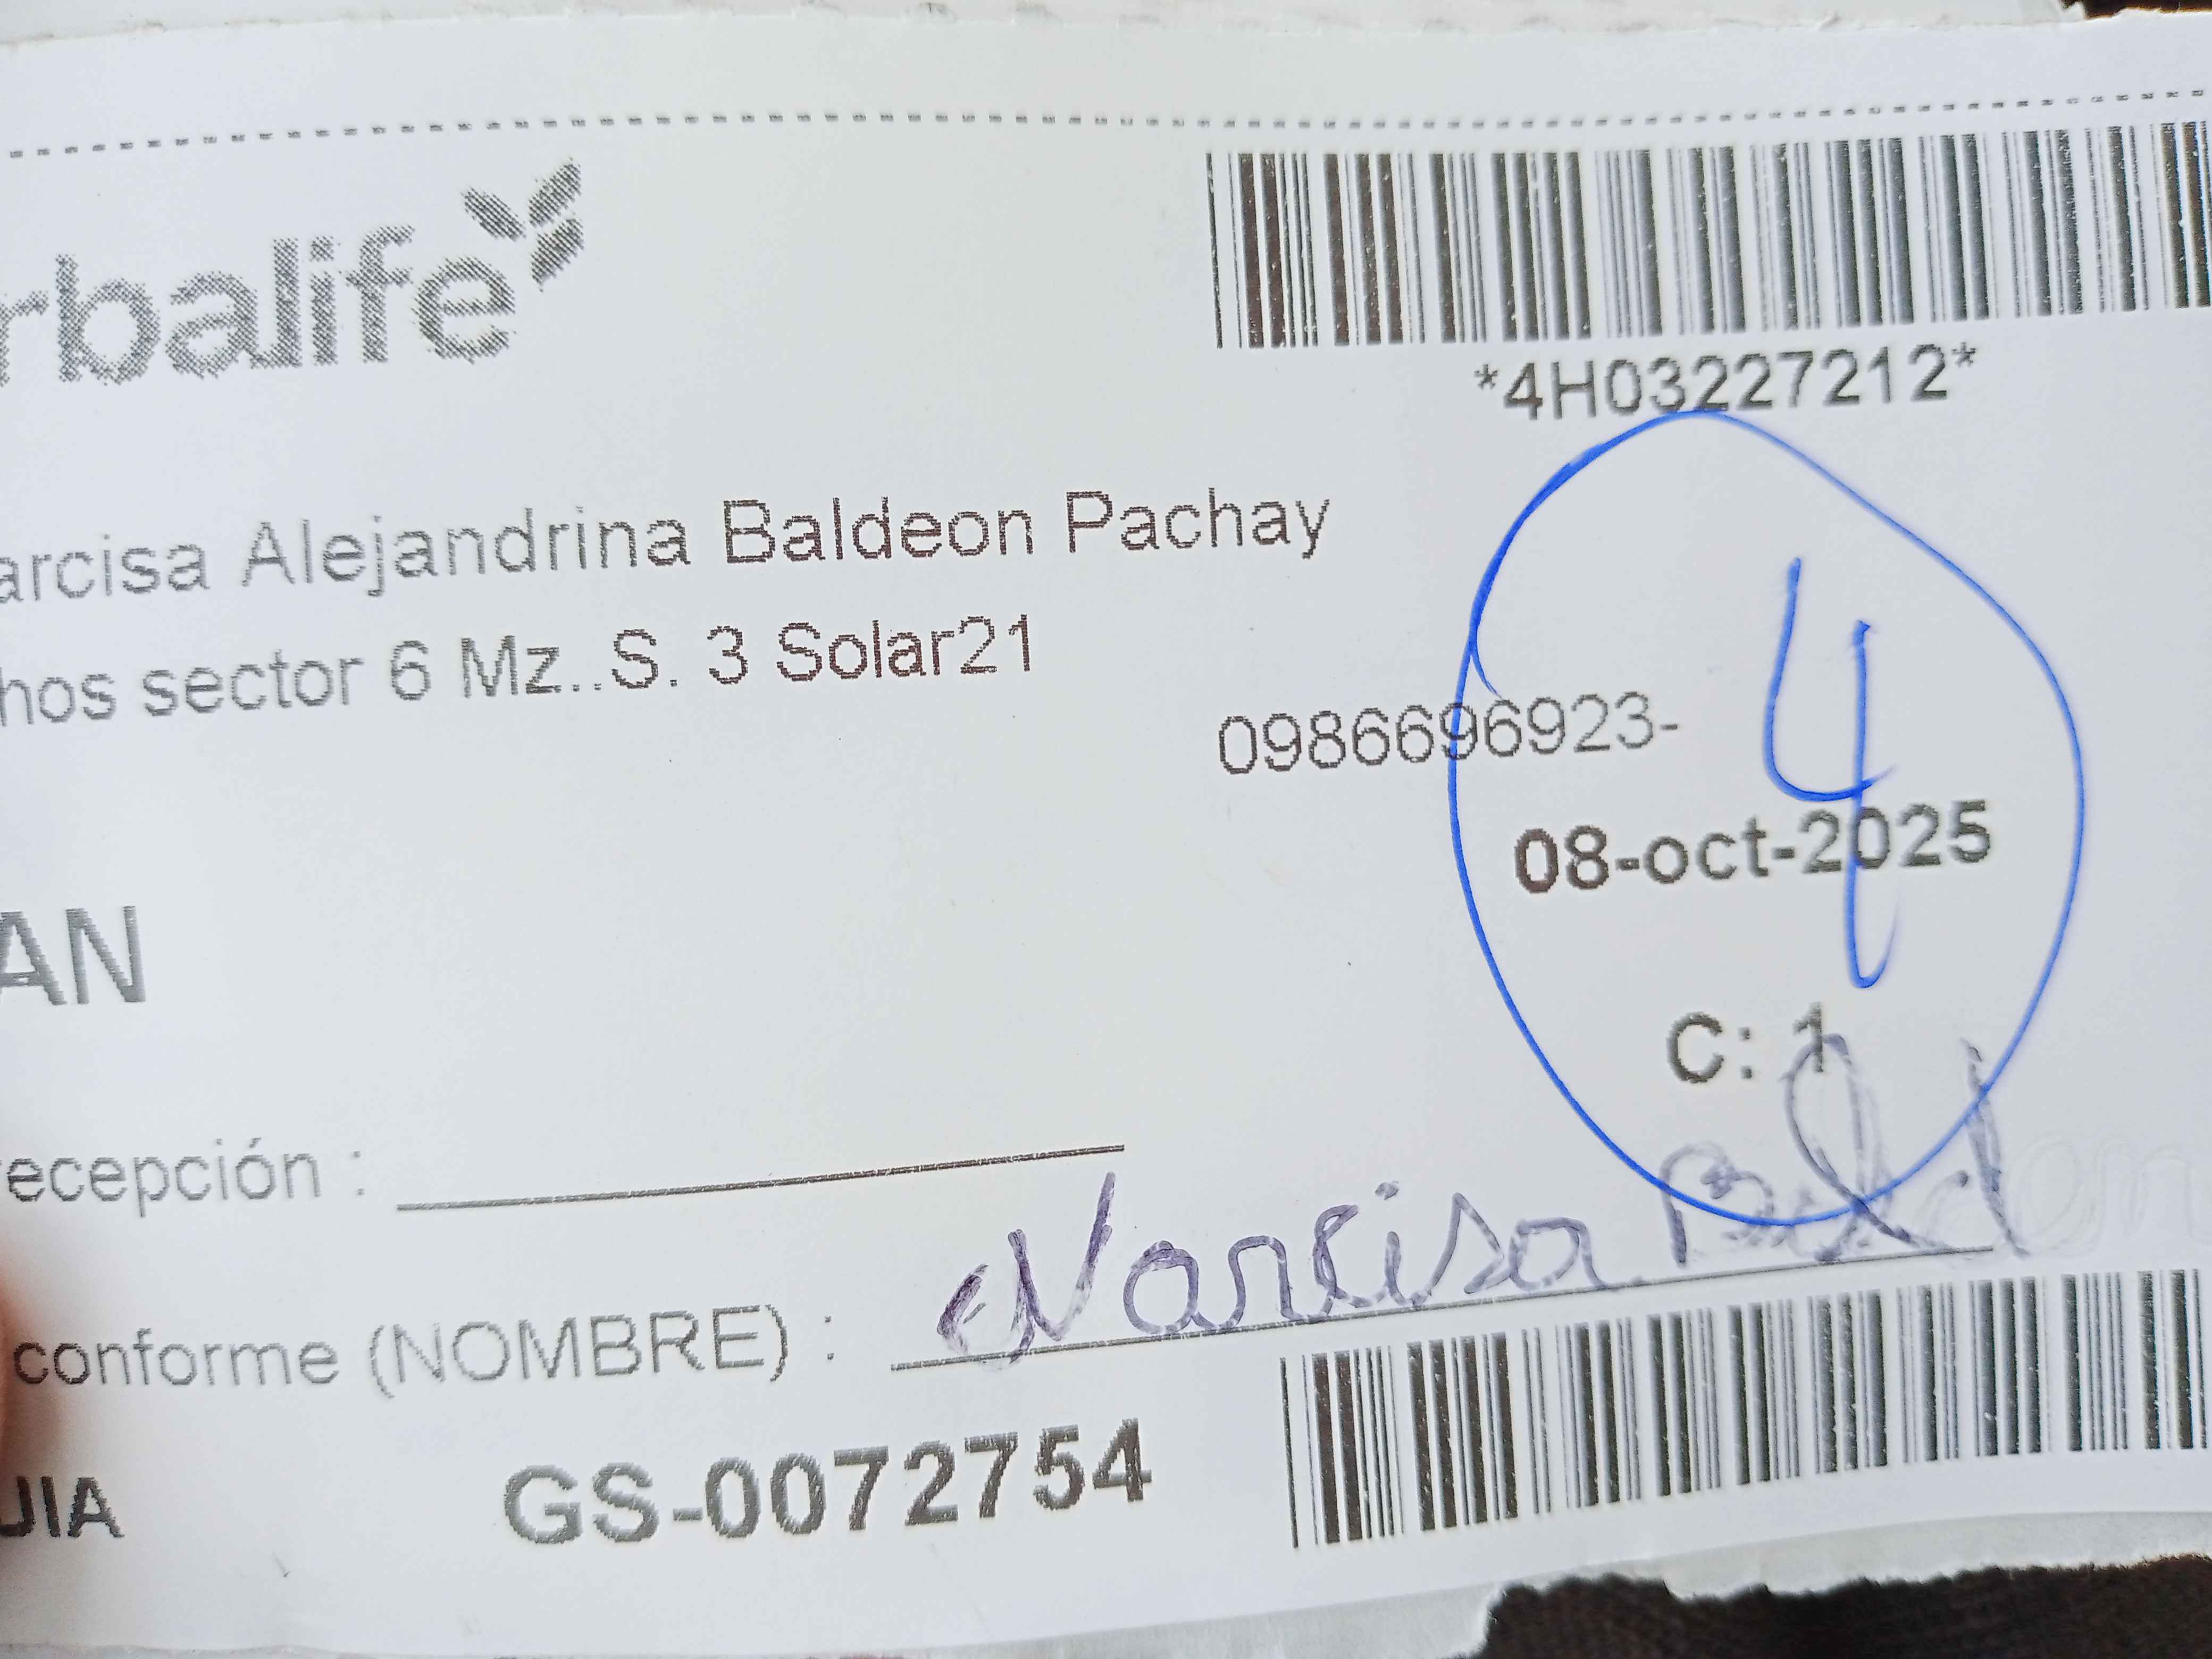 rbalife
*4H03227212*
arcisa Alejandrina Baldeon Pachay
hos sector 6 Mz..S. 3 Solar21
0986696923-
4
08-oct-2025
AN
C: 1
ecepción :
conforme (NOMBRE) : Narcisa Baldeon
JIA GS-0072754